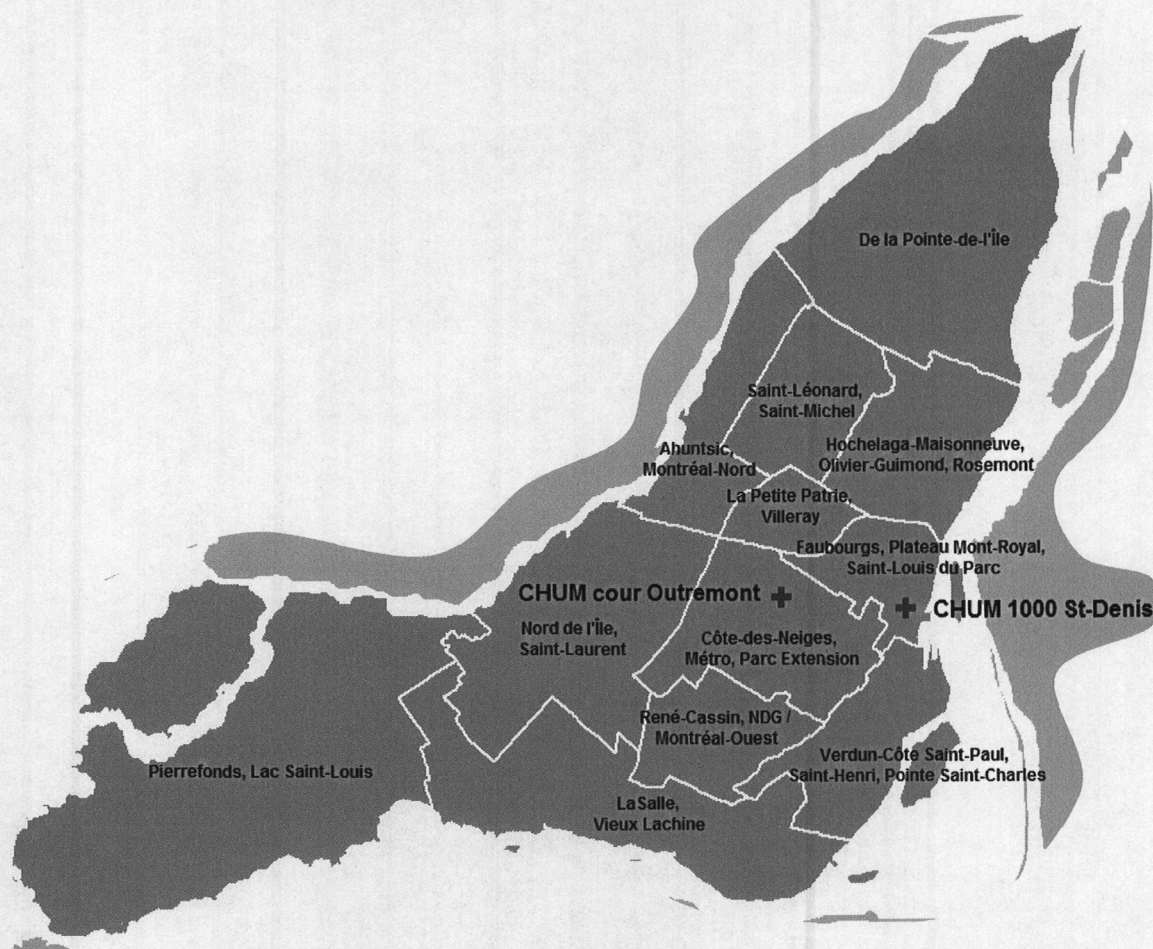 De la Pointe-de-l'Île
Saint-Léonard,
Saint-Michel
Ahuntsic,
Montréal-Nord
Hochelaga-Maisonneuve,
Olivier-Guimond, Rosemont
La Petite Patrie,
Villeray
Faubourgs, Plateau Mont-Royal,
Saint-Louis du Parc
CHUM cour Outremont
CHUM 1000 St-Denis
Nord de l'Île,
Saint-Laurent
Côte-des-Neiges,
Métro, Parc Extension
René-Cassin, NDG /
Montréal-Ouest
Verdun-Côte Saint-Paul,
Saint-Henri, Pointe Saint-Charles
Pierrefonds, Lac Saint-Louis
LaSalle,
Vieux Lachine